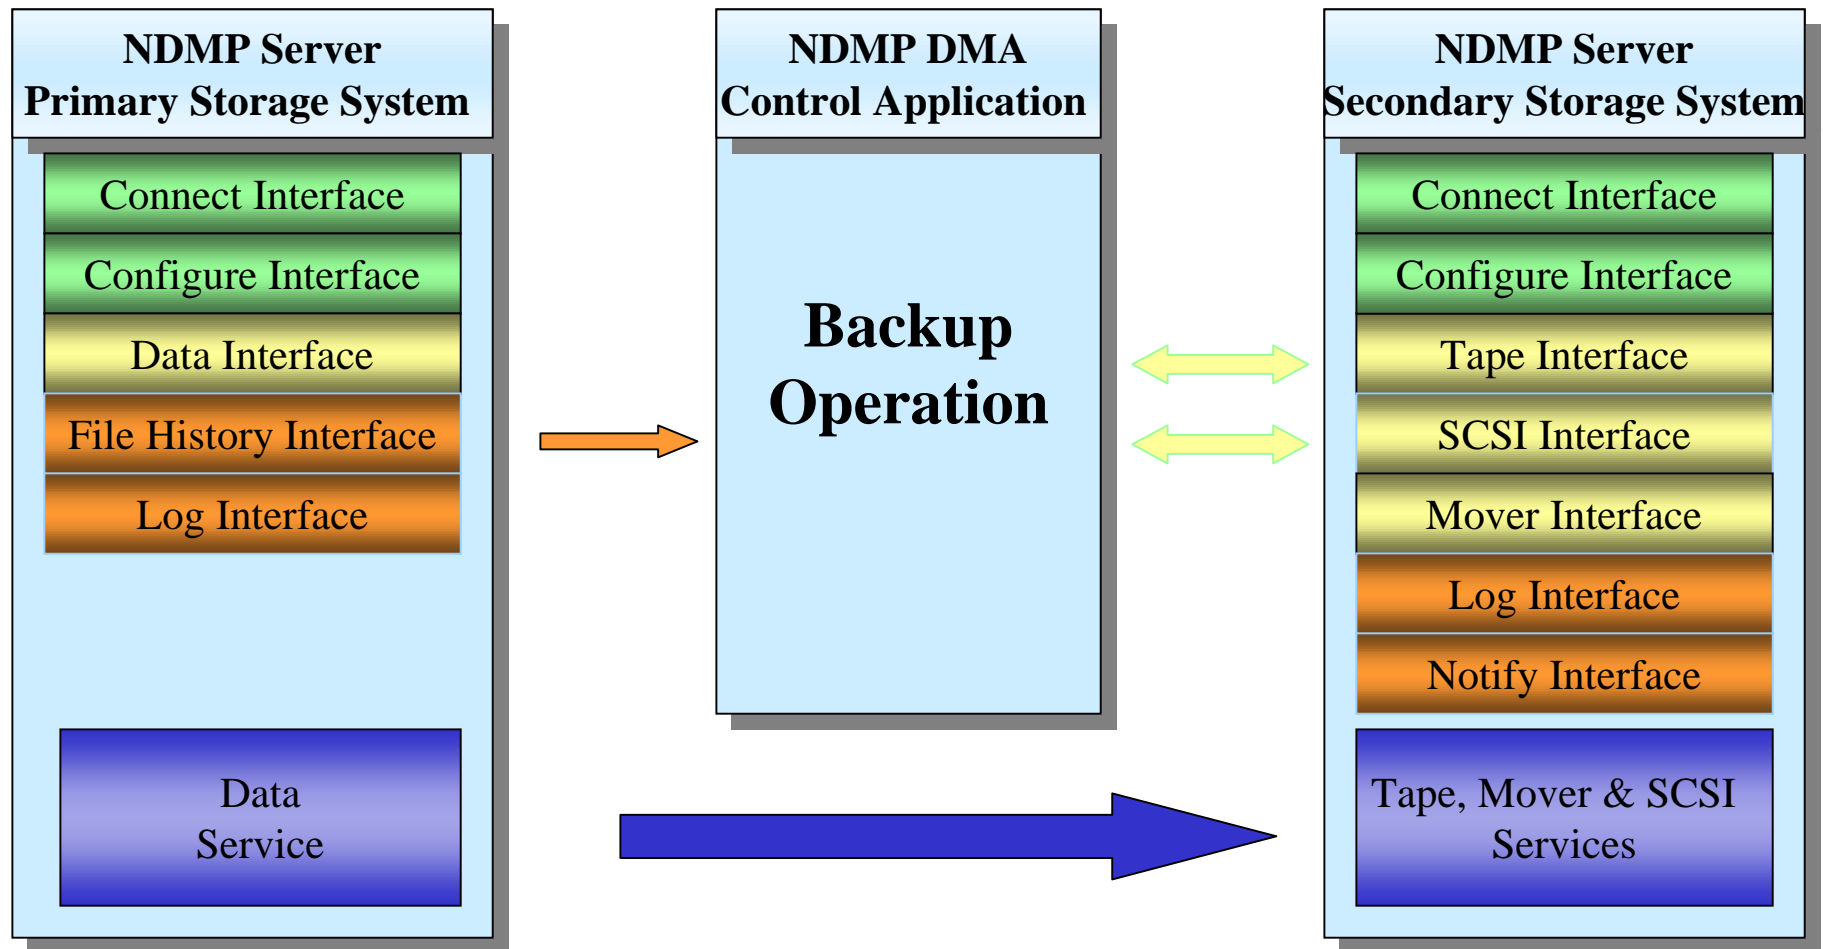 NDMP Server
Primary Storage System
Connect Interface
Configure Interface
Data Interface
File History Interface
Log Interface
Data
Service
NDMP DMA
Control Application
Backup
Operation
NDMP Server
Secondary Storage System
Connect Interface
Configure Interface
Tape Interface
SCSI Interface
Mover Interface
Log Interface
Notify Interface
Tape, Mover & SCSI
Services